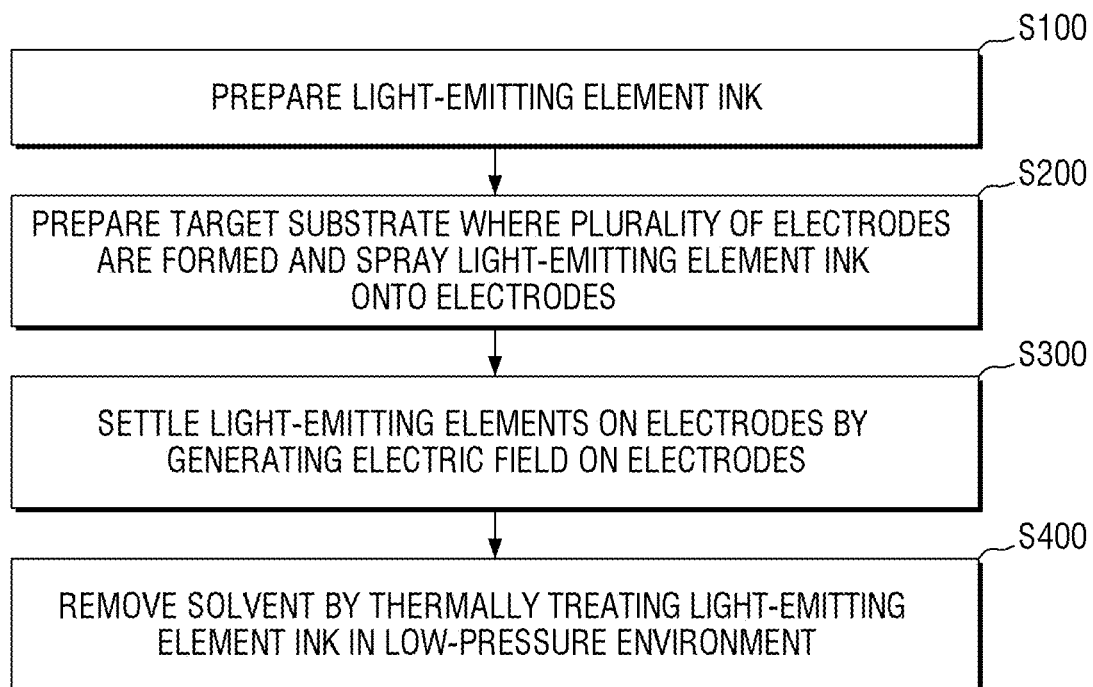 S100
PREPARE LIGHT-EMITTING ELEMENT INK
S200
PREPARE TARGET SUBSTRATE WHERE PLURALITY OF ELECTRODES
ARE FORMED AND SPRAY LIGHT-EMITTING ELEMENT INK
ONTO ELECTRODES
S300
SETTLE LIGHT-EMITTING ELEMENTS ON ELECTRODES BY
GENERATING ELECTRIC FIELD ON ELECTRODES
S400
REMOVE SOLVENT BY THERMALLY TREATING LIGHT-EMITTING
ELEMENT INK IN LOW-PRESSURE ENVIRONMENT